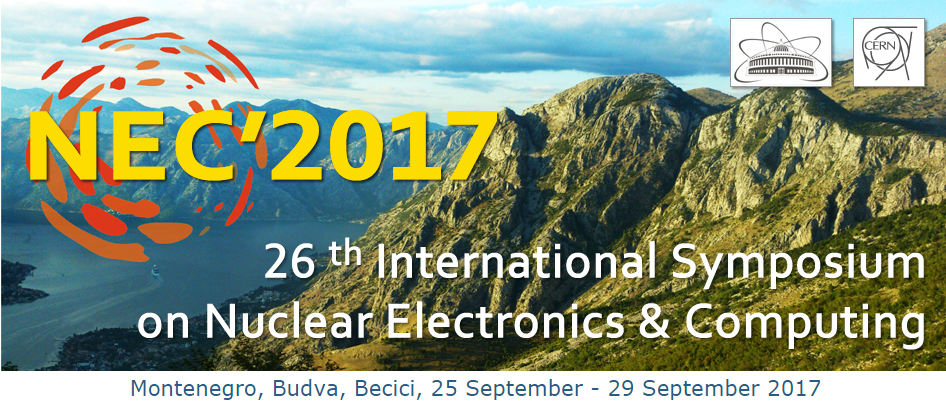 CERN
NEC’2017
26 th International Symposium
on Nuclear Electronics & Computing
Montenegro, Budva, Becici, 25 September - 29 September 2017